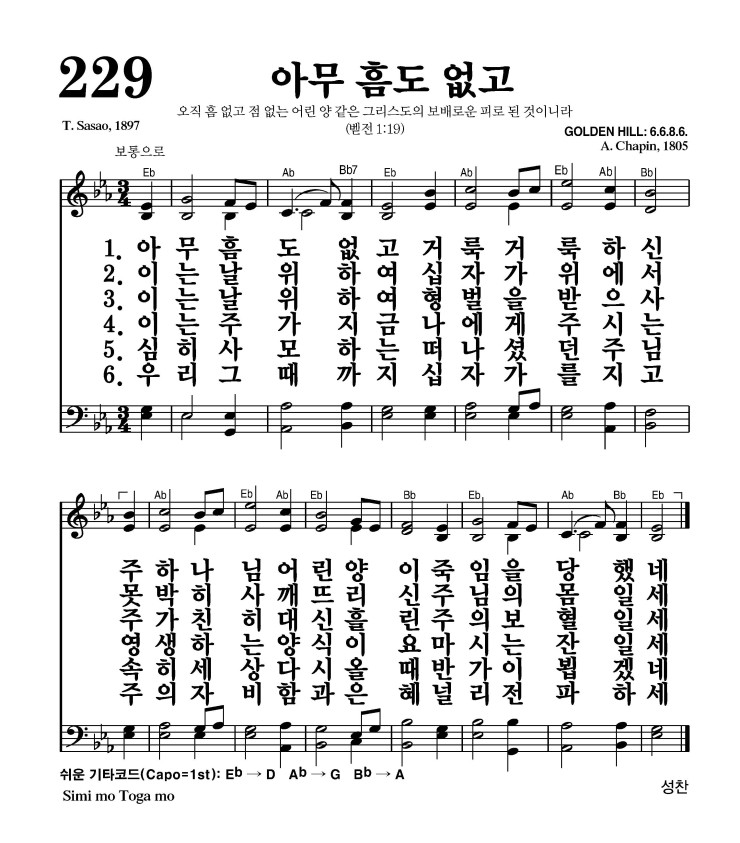 229
아무 흠도 없고
오직 흠 없고 점 없는 어린 양 같은 그리스도의 보배로운 피로 된 것이니라
(벧전 1:19)
T. Sasao, 1897
GOLDEN HILL: 6.6.8.6.
A. Chapin, 1805
보통으로
Eb Ab Bb7 Eb Ab Eb Ab Bb
1. 아 무 흠 도 없 고 거 룩 거 룩 하 신
2. 이 는 날 위 하 여 십 자 가 위 에 서
3. 이 는 날 위 하 여 형 벌 을 받 으 사
4. 이 는 주 가 지 금 나 에 게 주 시 는
5. 심 히 사 모 하 는 떠 나 셨 던 주 님
6. 우 리 그 때 까 지 십 자 가 를 지 고
3 4
3 4
Ab Eb Ab Eb Bb Eb Ab Bb Eb
주 하 나 님 어 린 양 이 죽 임 을 당 했 네
못 박 히 사 깨 뜨 리 신 주 님 의 몸 일 세
주 가 친 히 대 신 흘 린 주 의 보 혈 일 세
영 생 하 는 양 식 이 요 마 시 는 잔 일 세
속 히 세 상 다 시 올 때 반 가 이 뵙 겠 네
주 의 자 비 함 과 은 혜 널 리 전 파 하 세
쉬운 기타코드(Capo=1st): Eb → D Ab → G Bb → A
Simi mo Toga mo
성찬